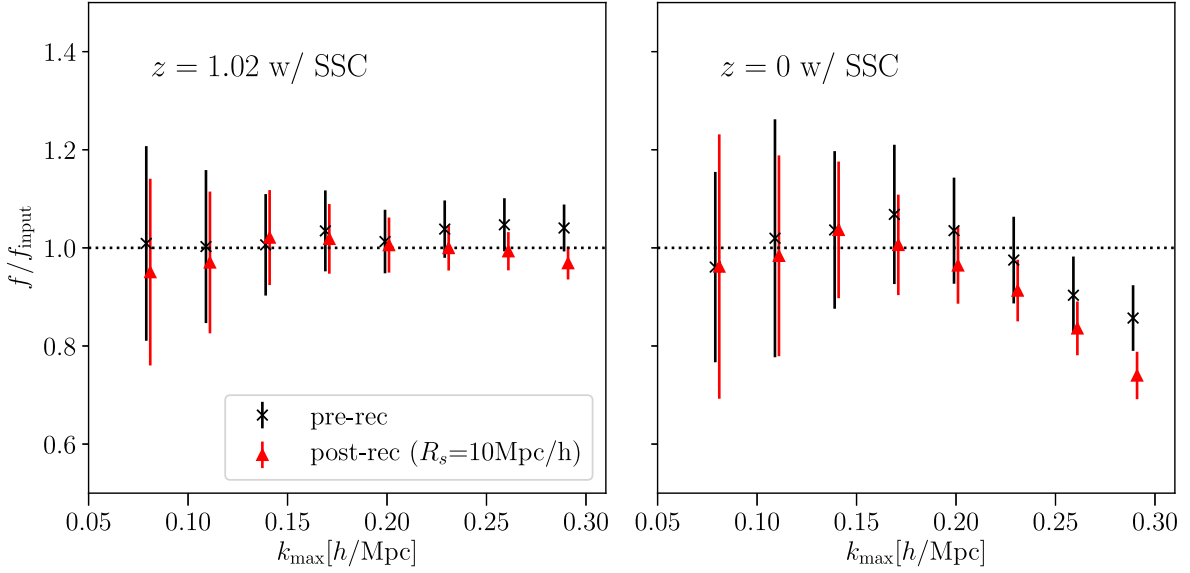 z = 1.02 w/ SSC
z = 0 w/ SSC
f/f_input
1.4
1.2
1.0
0.8
0.6
pre-rec
post-rec (R_s=10Mpc/h)
0.05 0.10 0.15 0.20 0.25 0.30
0.05 0.10 0.15 0.20 0.25 0.30
k_max[h/Mpc]
k_max[h/Mpc]